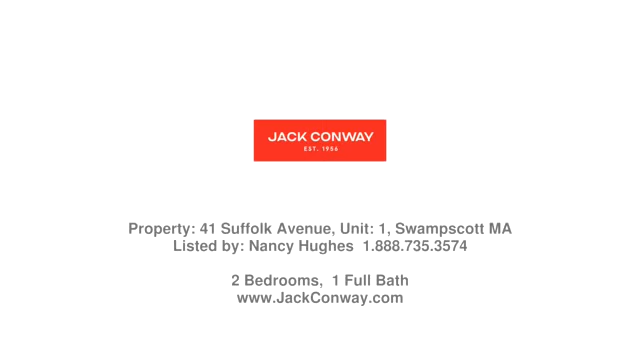 JACK CONWAY
EST. 1956
Property: 41 Suffolk Avenue, Unit: 1, Swampscott MA
Listed by: Nancy Hughes  1.888.735.3574
2 Bedrooms,  1 Full Bath
www.JackConway.com